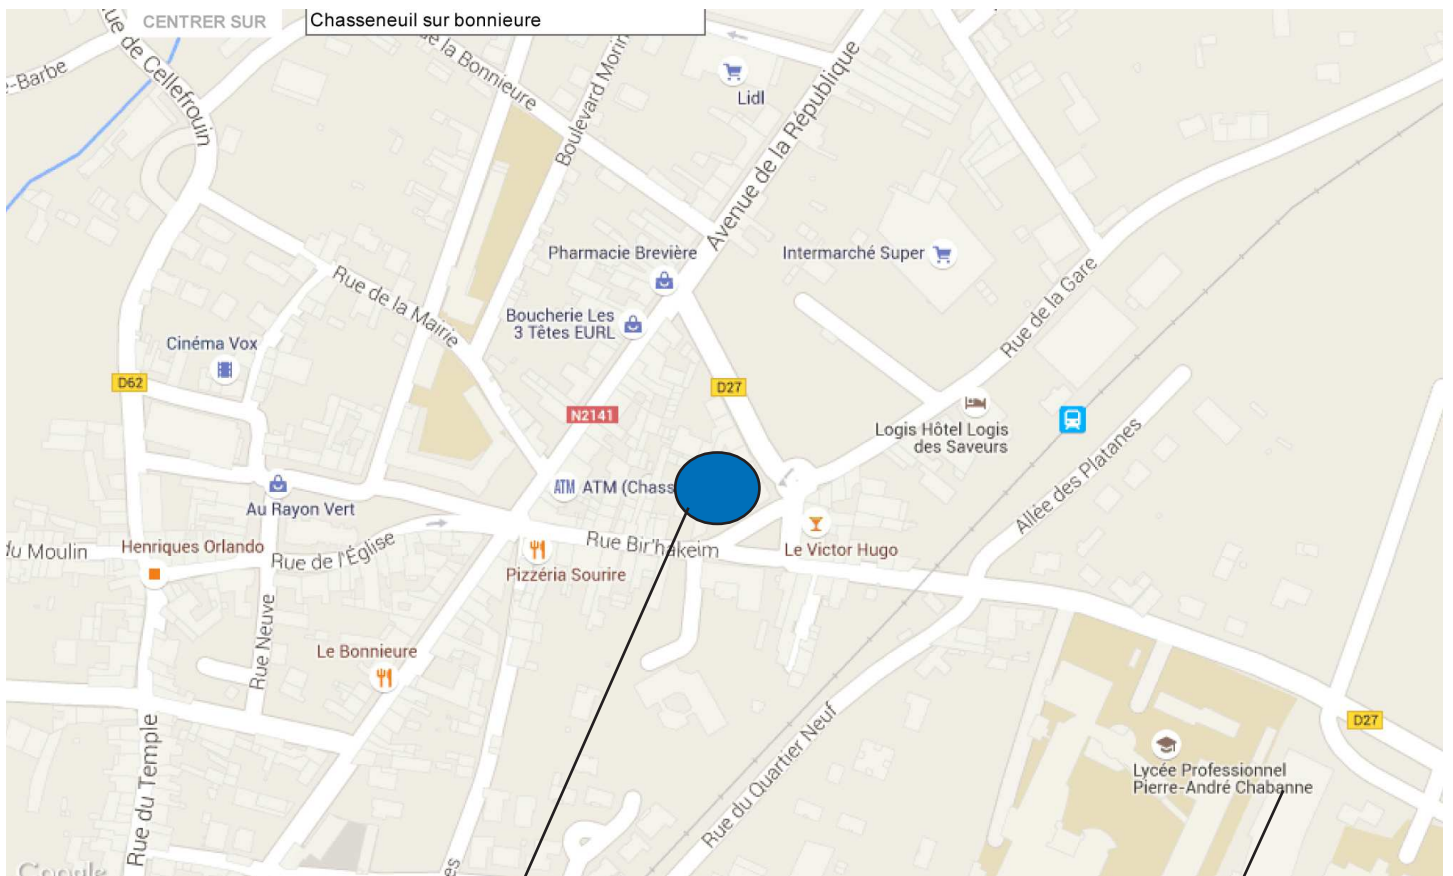 CENTRER SUR
Chasseneuil sur bonnieure
Rue de Cellefrouin
e-Barbe
de la Bonnieure
Boulevard Morin
Lidl
Avenue de la République
Pharmacie Brevière
Intermarché Super
Boucherie Les
3 Têtes EURL
Rue de la Mairie
Rue de la Gare
Cinéma Vox
D62
D27
N2141
Logis Hôtel Logis
des Saveurs
Allée des Platanes
ATM ATM (Chass
Au Rayon Vert
Rue Bir'hakeim
Le Victor Hugo
du Moulin
Henriques Orlando
Rue de l'Église
Pizzéria Sourire
Rue Neuve
Le Bonnieure
Rue du Temple
Rue du Quartier Neuf
D27
Lycée Professionnel
Pierre-André Chabanne
es
Google